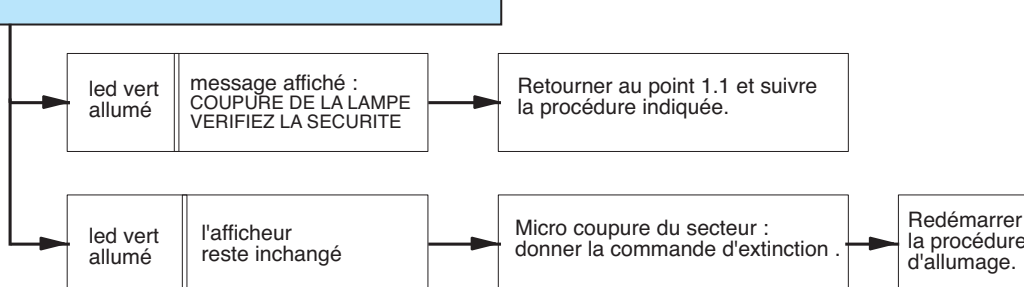 led vert
allumé
message affiché :
COUPURE DE LA LAMPE
VERIFIEZ LA SECURITE
Retourner au point 1.1 et suivre
la procédure indiquée.
led vert
allumé
l'afficheur
reste inchangé
Micro coupure du secteur :
donner la commande d'extinction .
Redémarrer
la procédure
d'allumage.